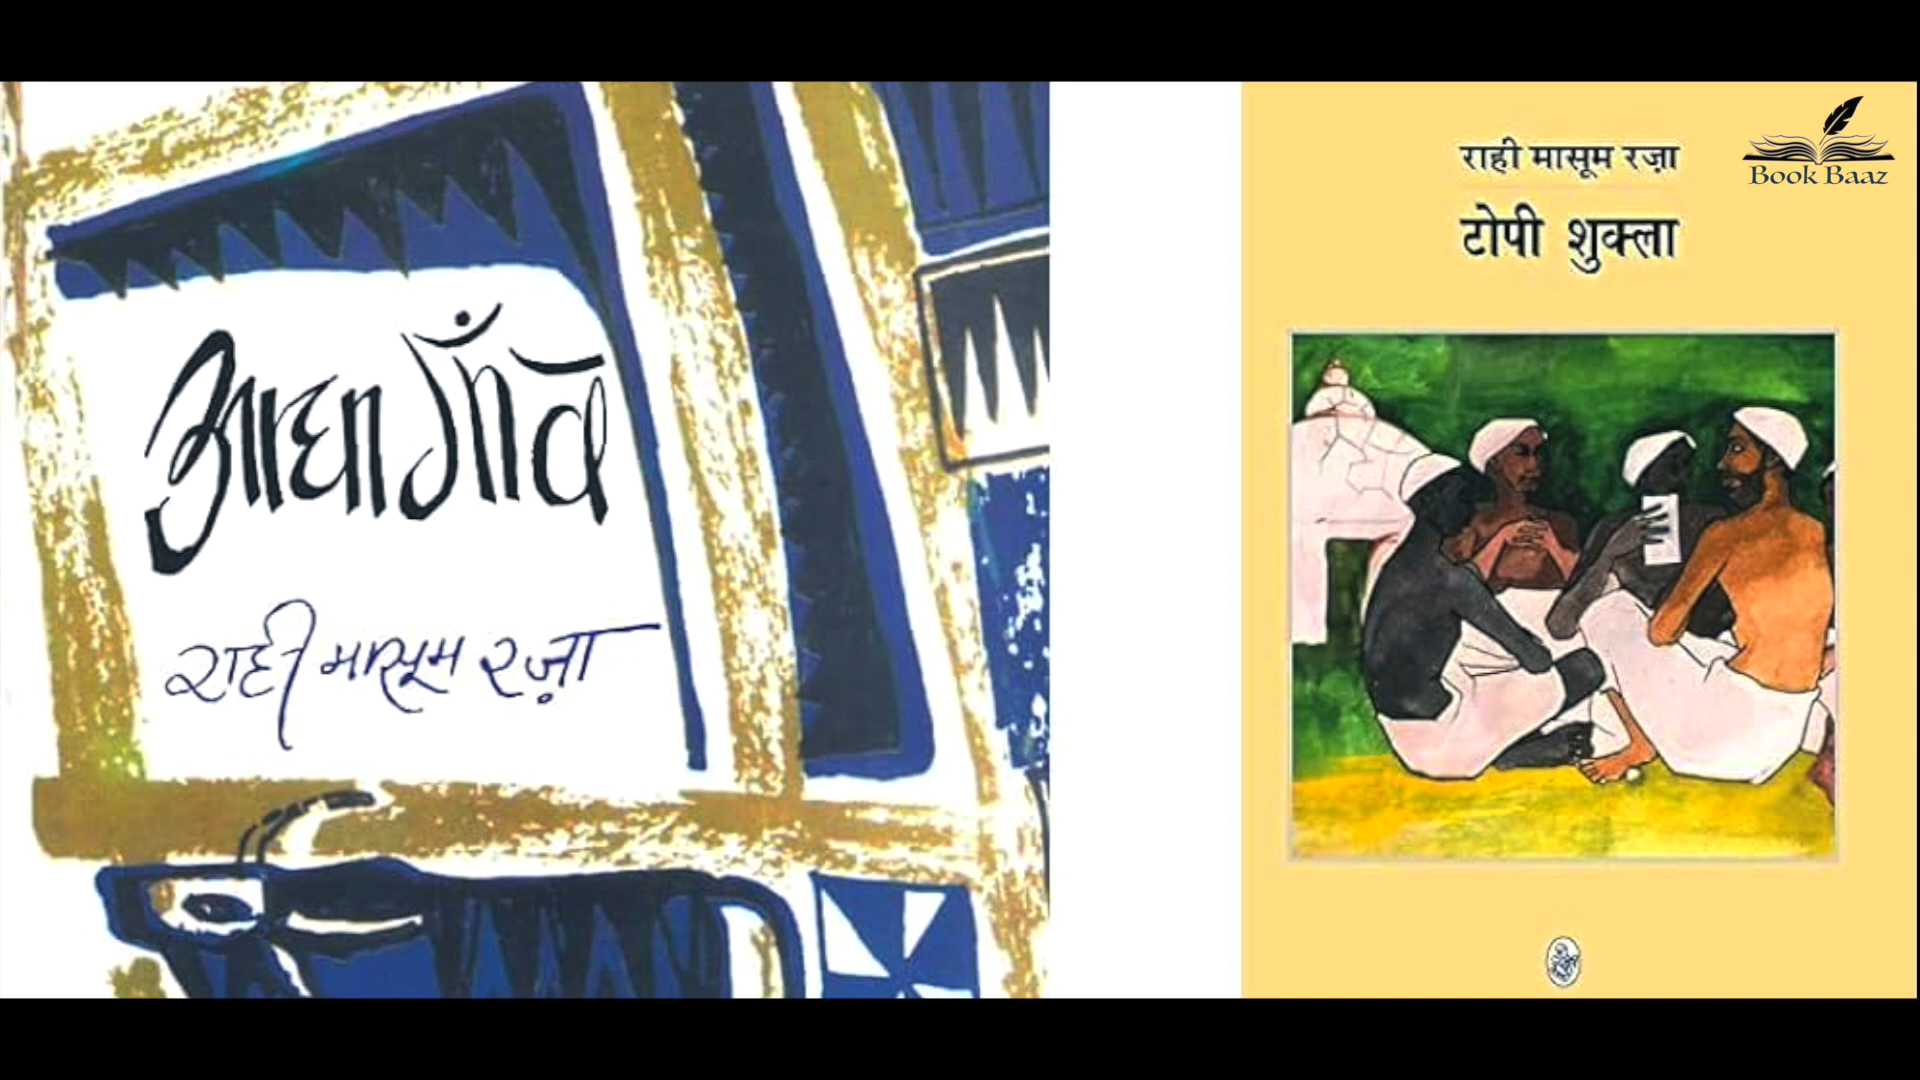 आधा गाँव
राही मासूम रज़ा
राही मासूम रज़ा
टोपी शुक्ला
Book Baaz